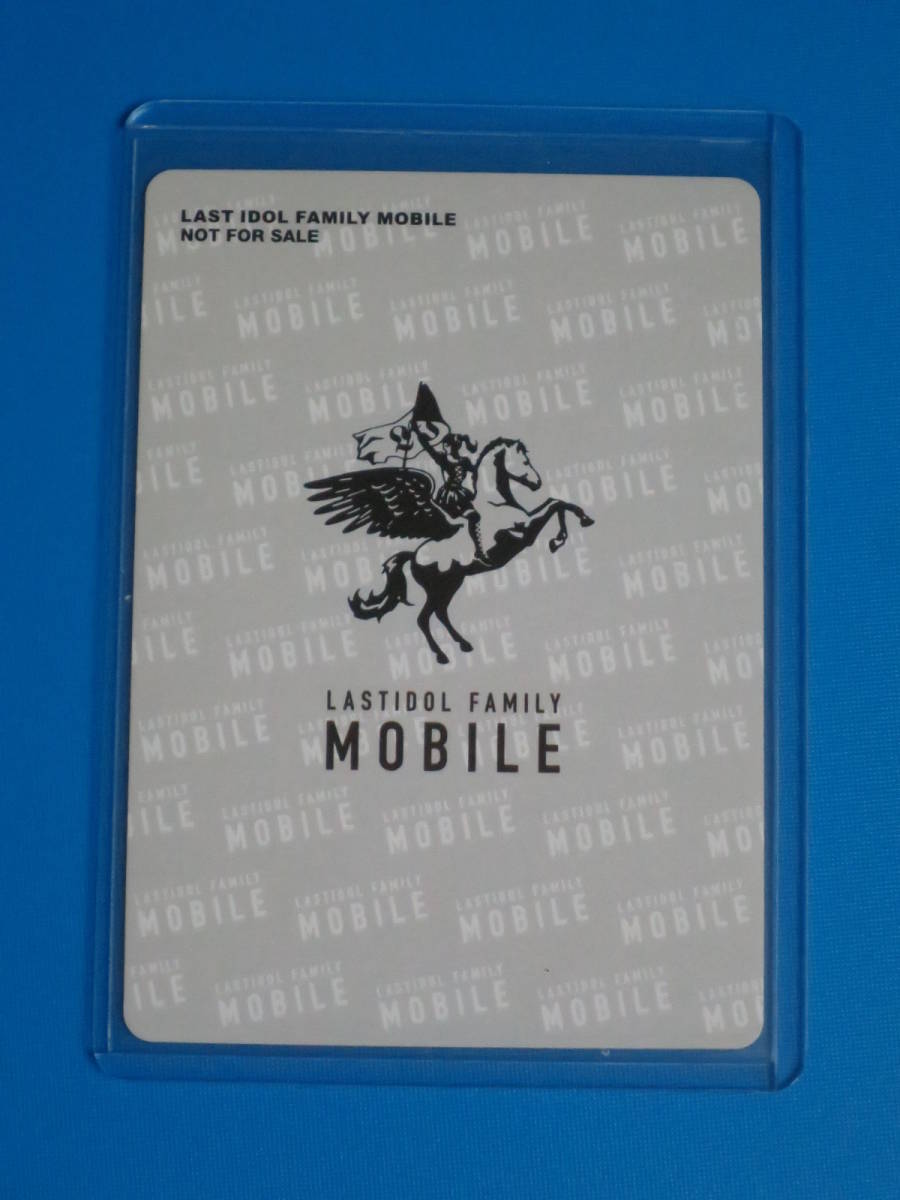 LAST IDOL FAMILY MOBILE
NOT FOR SALE
LASTIDOL FAMILY
MOBILE